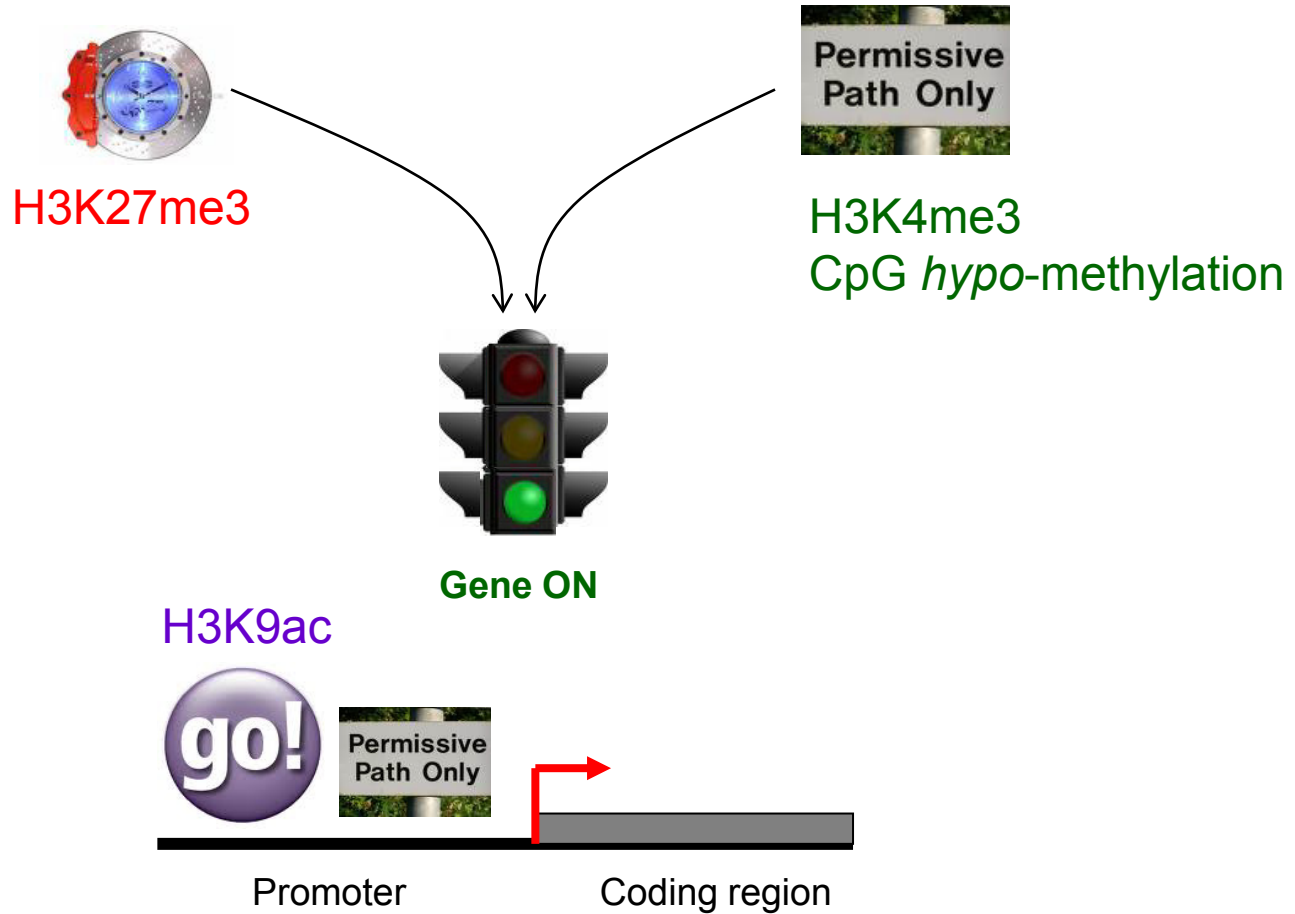 Permissive
Path Only
H3K27me3
H3K4me3
CpG hypo-methylation
Gene ON
H3K9ac
go!
Permissive
Path Only
Promoter
Coding region